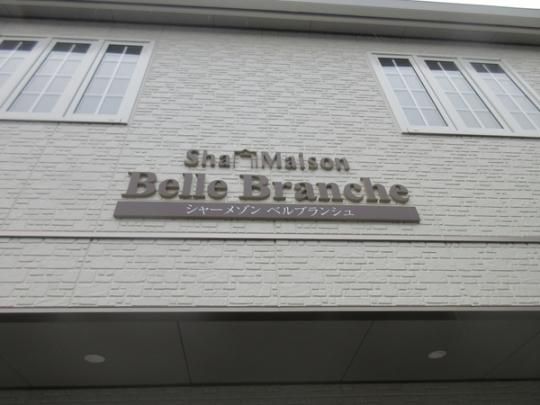 Sha Maison
Belle Branche
シャーメゾン ベルブランシュ